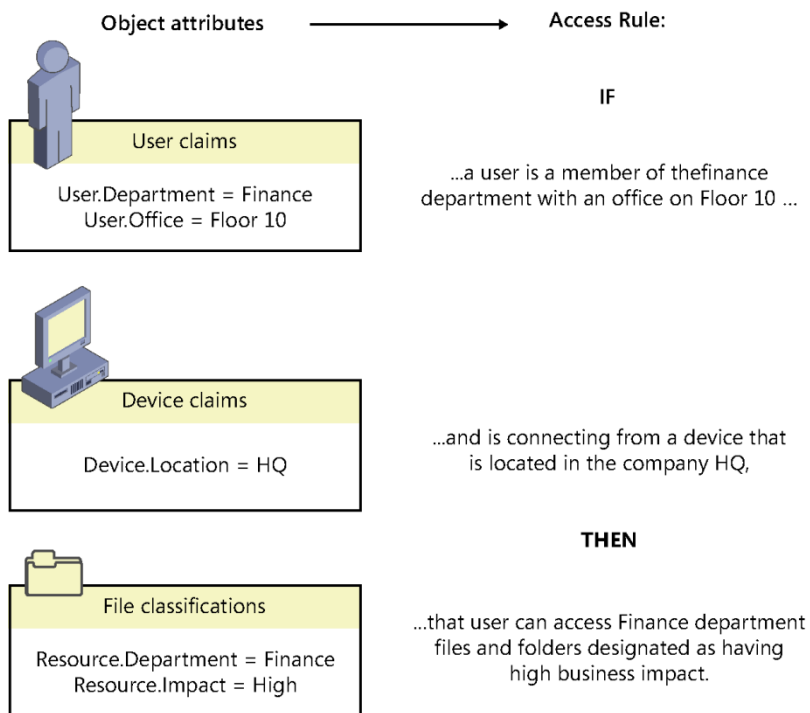 Object attributes
Access Rule:
IF
User claims
User.Department = Finance
User.Office = Floor 10
...a user is a member of thefinance
department with an office on Floor 10 ...
Device claims
Device.Location = HQ
...and is connecting from a device that
is located in the company HQ,
THEN
File classifications
Resource.Department = Finance
Resource.Impact = High
...that user can access Finance department
files and folders designated as having
high business impact.